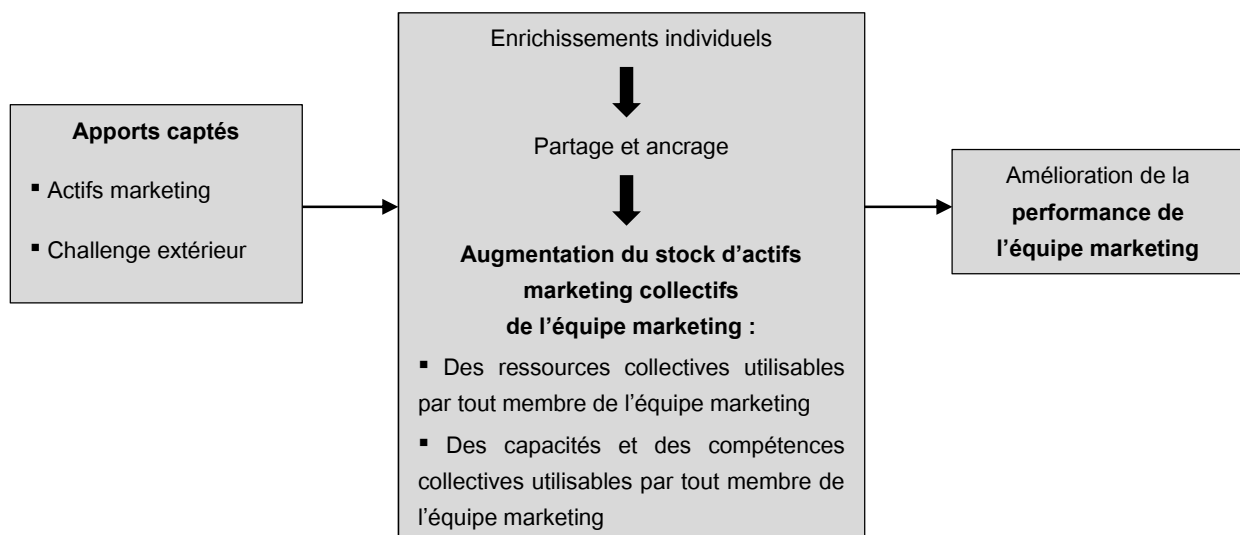 Apports captés
▪ Actifs marketing
▪ Challenge extérieur
Enrichissements individuels
Partage et ancrage
Augmentation du stock d’actifs
marketing collectifs
de l’équipe marketing :
▪ Des ressources collectives utilisables
par tout membre de l’équipe marketing
▪ Des capacités et des compétences
collectives utilisables par tout membre de
l’équipe marketing
Amélioration de la
performance de
l’équipe marketing